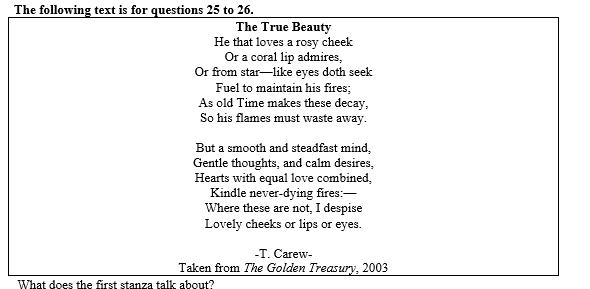 The following text is for questions 25 to 26.
The True Beauty
He that loves a rosy cheek
Or a coral lip admires,
Or from star—like eyes doth seek
Fuel to maintain his fires;
As old Time makes these decay,
So his flames must waste away.
But a smooth and steadfast mind,
Gentle thoughts, and calm desires,
Hearts with equal love combined,
Kindle never-dying fires:—
Where these are not, I despise
Lovely cheeks or lips or eyes.
-T. Carew-
Taken from The Golden Treasury, 2003
What does the first stanza talk about?